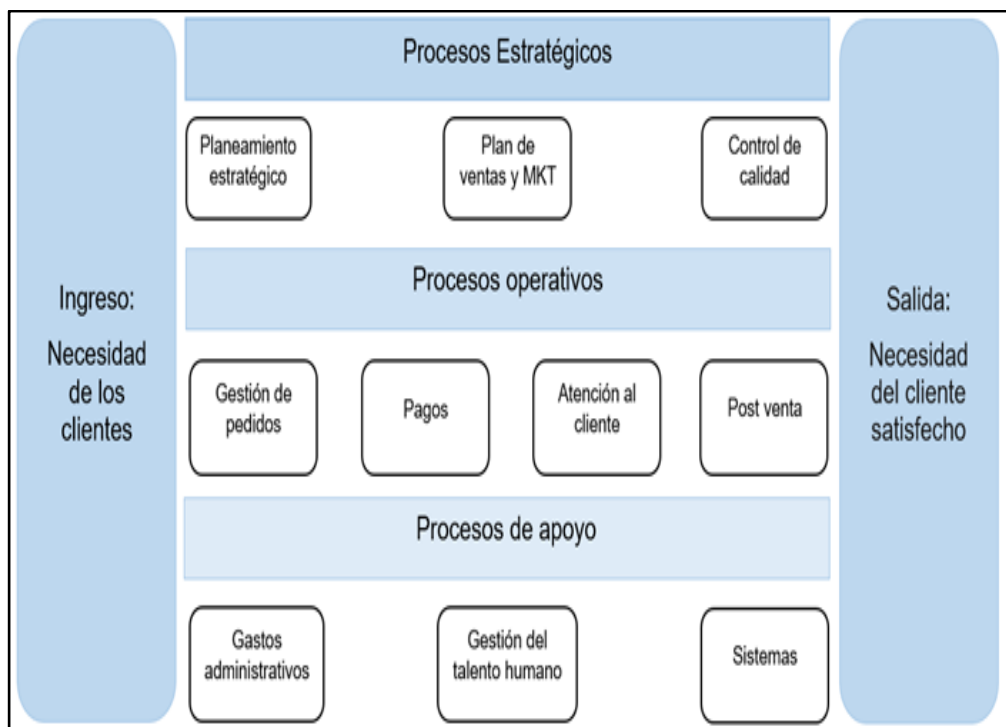 Procesos Estratégicos
Planeamiento
estratégico
Plan de
ventas y MKT
Control de
calidad
Ingreso:
Necesidad
de los
clientes
Procesos operativos
Gestión de
pedidos
Pagos
Atención al
cliente
Post venta
Salida:
Necesidad
del cliente
satisfecho
Procesos de apoyo
Gastos
administrativos
Gestión del
talento humano
Sistemas